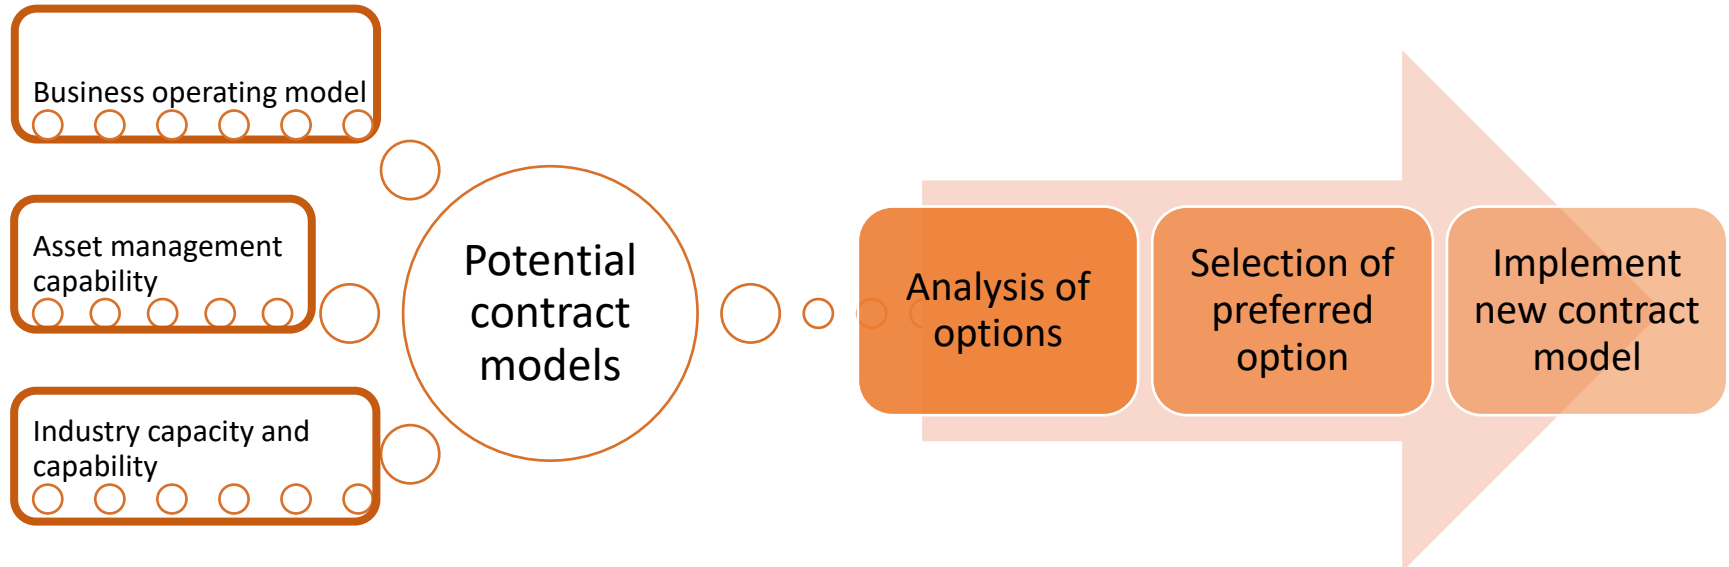 Business operating model
Asset management
capability
Industry capacity and
capability
Potential
contract
models
Analysis of
options
Selection of
preferred
option
Implement
new contract
model